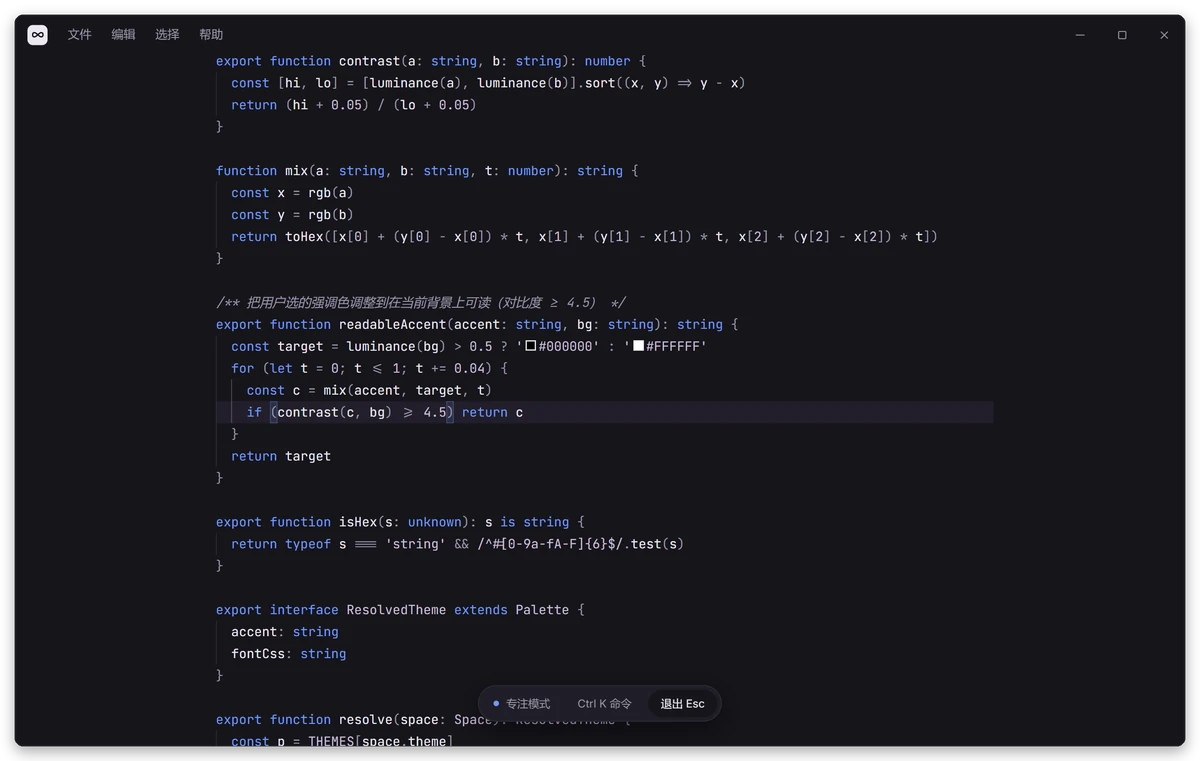 文件 编辑 选择 帮助
export function contrast(a: string, b: string): number {
const [hi, lo] = [luminance(a), luminance(b)].sort((x, y) => y - x)
return (hi + 0.05) / (lo + 0.05)
}
function mix(a: string, b: string, t: number): string {
const x = rgb(a)
const y = rgb(b)
return toHex([x[0] + (y[0] - x[0]) * t, x[1] + (y[1] - x[1]) * t, x[2] + (y[2] - x[2]) * t])
}
/** 把用户选的强调色调整到在当前背景上可读（对比度 ≥ 4.5） */
export function readableAccent(accent: string, bg: string): string {
const target = luminance(bg) > 0.5 ? '#000000' : '#FFFFFF'
for (let t = 0; t <= 1; t += 0.04) {
const c = mix(accent, target, t)
if (contrast(c, bg) >= 4.5) return c
}
return target
}
export function isHex(s: unknown): s is string {
return typeof s === 'string' && /^#[0-9a-fA-F]{6}$/.test(s)
}
export interface ResolvedTheme extends Palette {
accent: string
fontCss: string
}
export function resolve(space: Space): ResolvedTheme {
const p = THEMES[space.theme]
专注模式 Ctrl K 命令 退出 Esc